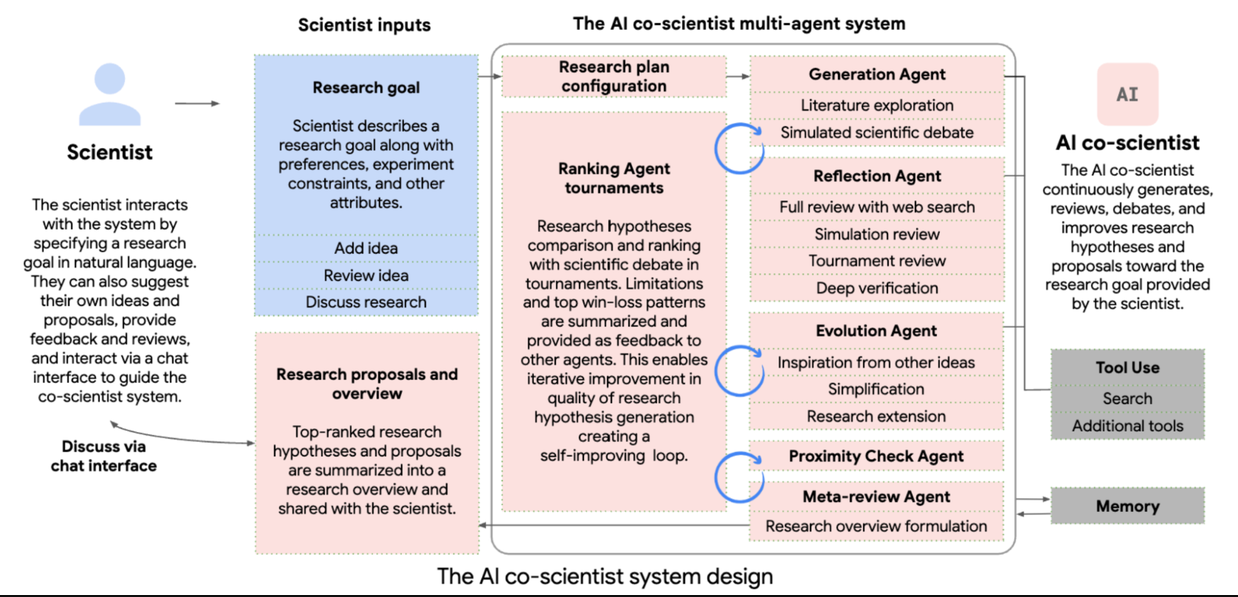 Scientist inputs
The AI co-scientist multi-agent system
Scientist
The scientist interacts
with the system by
specifying a research
goal in natural language.
They can also suggest
their own ideas and
proposals, provide
feedback and reviews,
and interact via a chat
interface to guide the
co-scientist system.
Discuss via
chat interface
Research goal
Scientist describes a
research goal along with
preferences, experiment
constraints, and other
attributes.
Add idea
Review idea
Discuss research
Research proposals and
overview
Top-ranked research
hypotheses and proposals
are summarized into a
research overview and
shared with the scientist.
Research plan
configuration
Ranking Agent
tournaments
Research hypotheses
comparison and ranking
with scientific debate in
tournaments. Limitations
and top win-loss patterns
are summarized and
provided as feedback to
other agents. This enables
iterative improvement in
quality of research
hypothesis generation
creating a
self-improving loop.
Generation Agent
Literature exploration
Simulated scientific debate
Reflection Agent
Full review with web search
Simulation review
Tournament review
Deep verification
Evolution Agent
Inspiration from other ideas
Simplification
Research extension
Proximity Check Agent
Meta-review Agent
Research overview formulation
AI
AI co-scientist
The AI co-scientist
continuously generates,
reviews, debates, and
improves research
hypotheses and
proposals toward the
research goal provided
by the scientist.
Tool Use
Search
Additional tools
Memory
The AI co-scientist system design